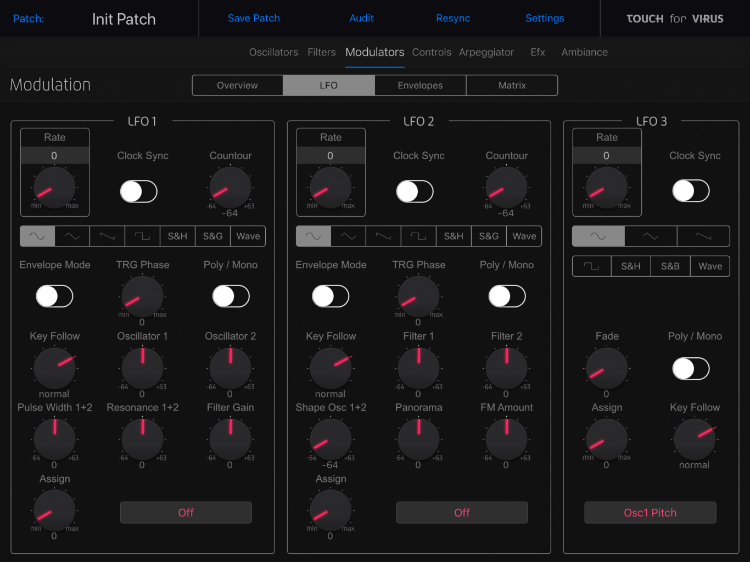 Patch: Init Patch Save Patch Audit Resync Settings TOUCH for VIRUS
Oscillators Filters Modulators Controls Arpeggiator Efx Ambiance
Modulation Overview LFO Envelopes Matrix
LFO 1
Rate
0 Clock Sync Countour
min max -64 +63
-64
S&H S&G Wave
Envelope Mode TRG Phase Poly / Mono
min max
0
Key Follow Oscillator 1 Oscillator 2
normal -64 +63 -64 +63
0 0
Pulse Width 1+2 Resonance 1+2 Filter Gain
-64 +63 -64 +63 -64 +63
0 0 0
Assign
min max
0
Off
LFO 2
Rate
0 Clock Sync Countour
min max -64 +63
-64
S&H S&G Wave
Envelope Mode TRG Phase Poly / Mono
min max
0
Key Follow Filter 1 Filter 2
normal -64 +63 -64 +63
0 0
Shape Osc 1+2 Panorama FM Amount
-64 +63 -64 +63 -64 +63
-64 0 0
Assign
min max
0
Off
LFO 3
Rate
0 Clock Sync
min max
S&H S&B Wave
Fade Poly / Mono
0
Assign Key Follow
min max
0 normal
Osc1 Pitch